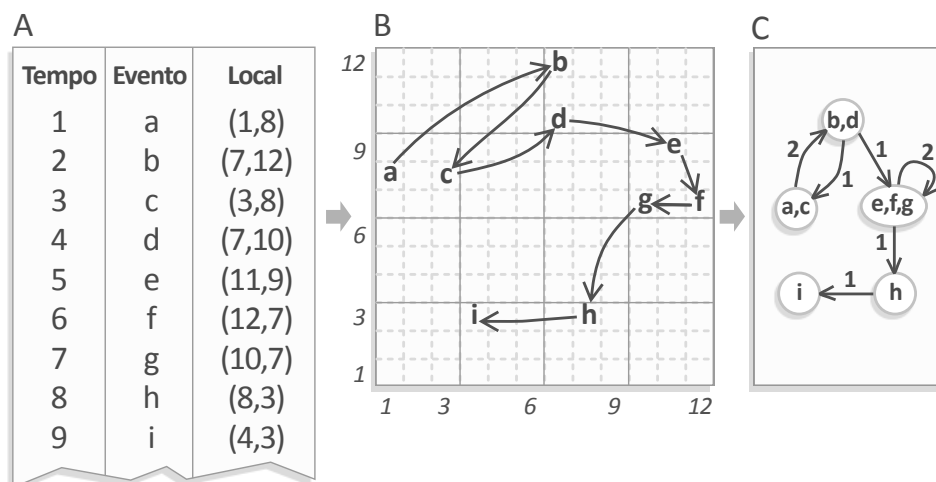 A
Tempo Evento Local
1 a (1,8)
2 b (7,12)
3 c (3,8)
4 d (7,10)
5 e (11,9)
6 f (12,7)
7 g (10,7)
8 h (8,3)
9 i (4,3)
B
12
9
6
3
1
1 3 6 9 12
b
d
e
a
c
g
f
i
h
C
b,d
2
1
1
2
a,c
e,f,g
1
i
1
h